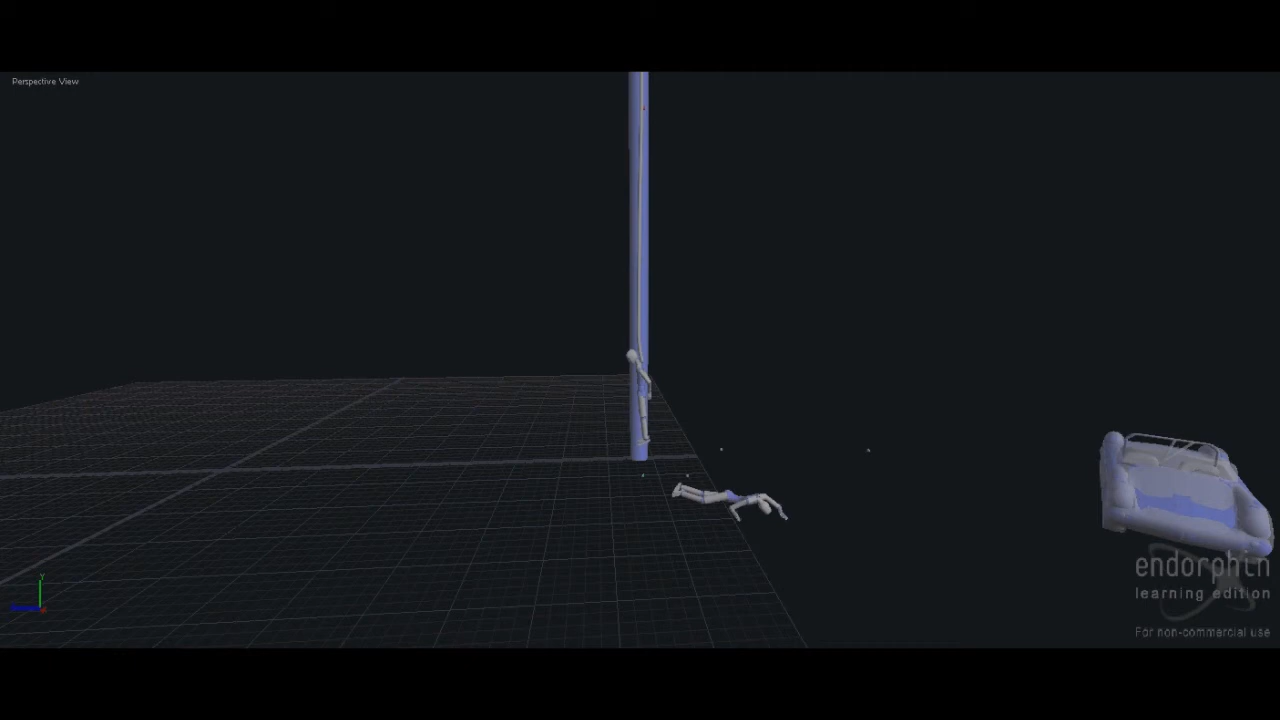 Perspective View
Y
endorphin
learning edition
For non-commercial use